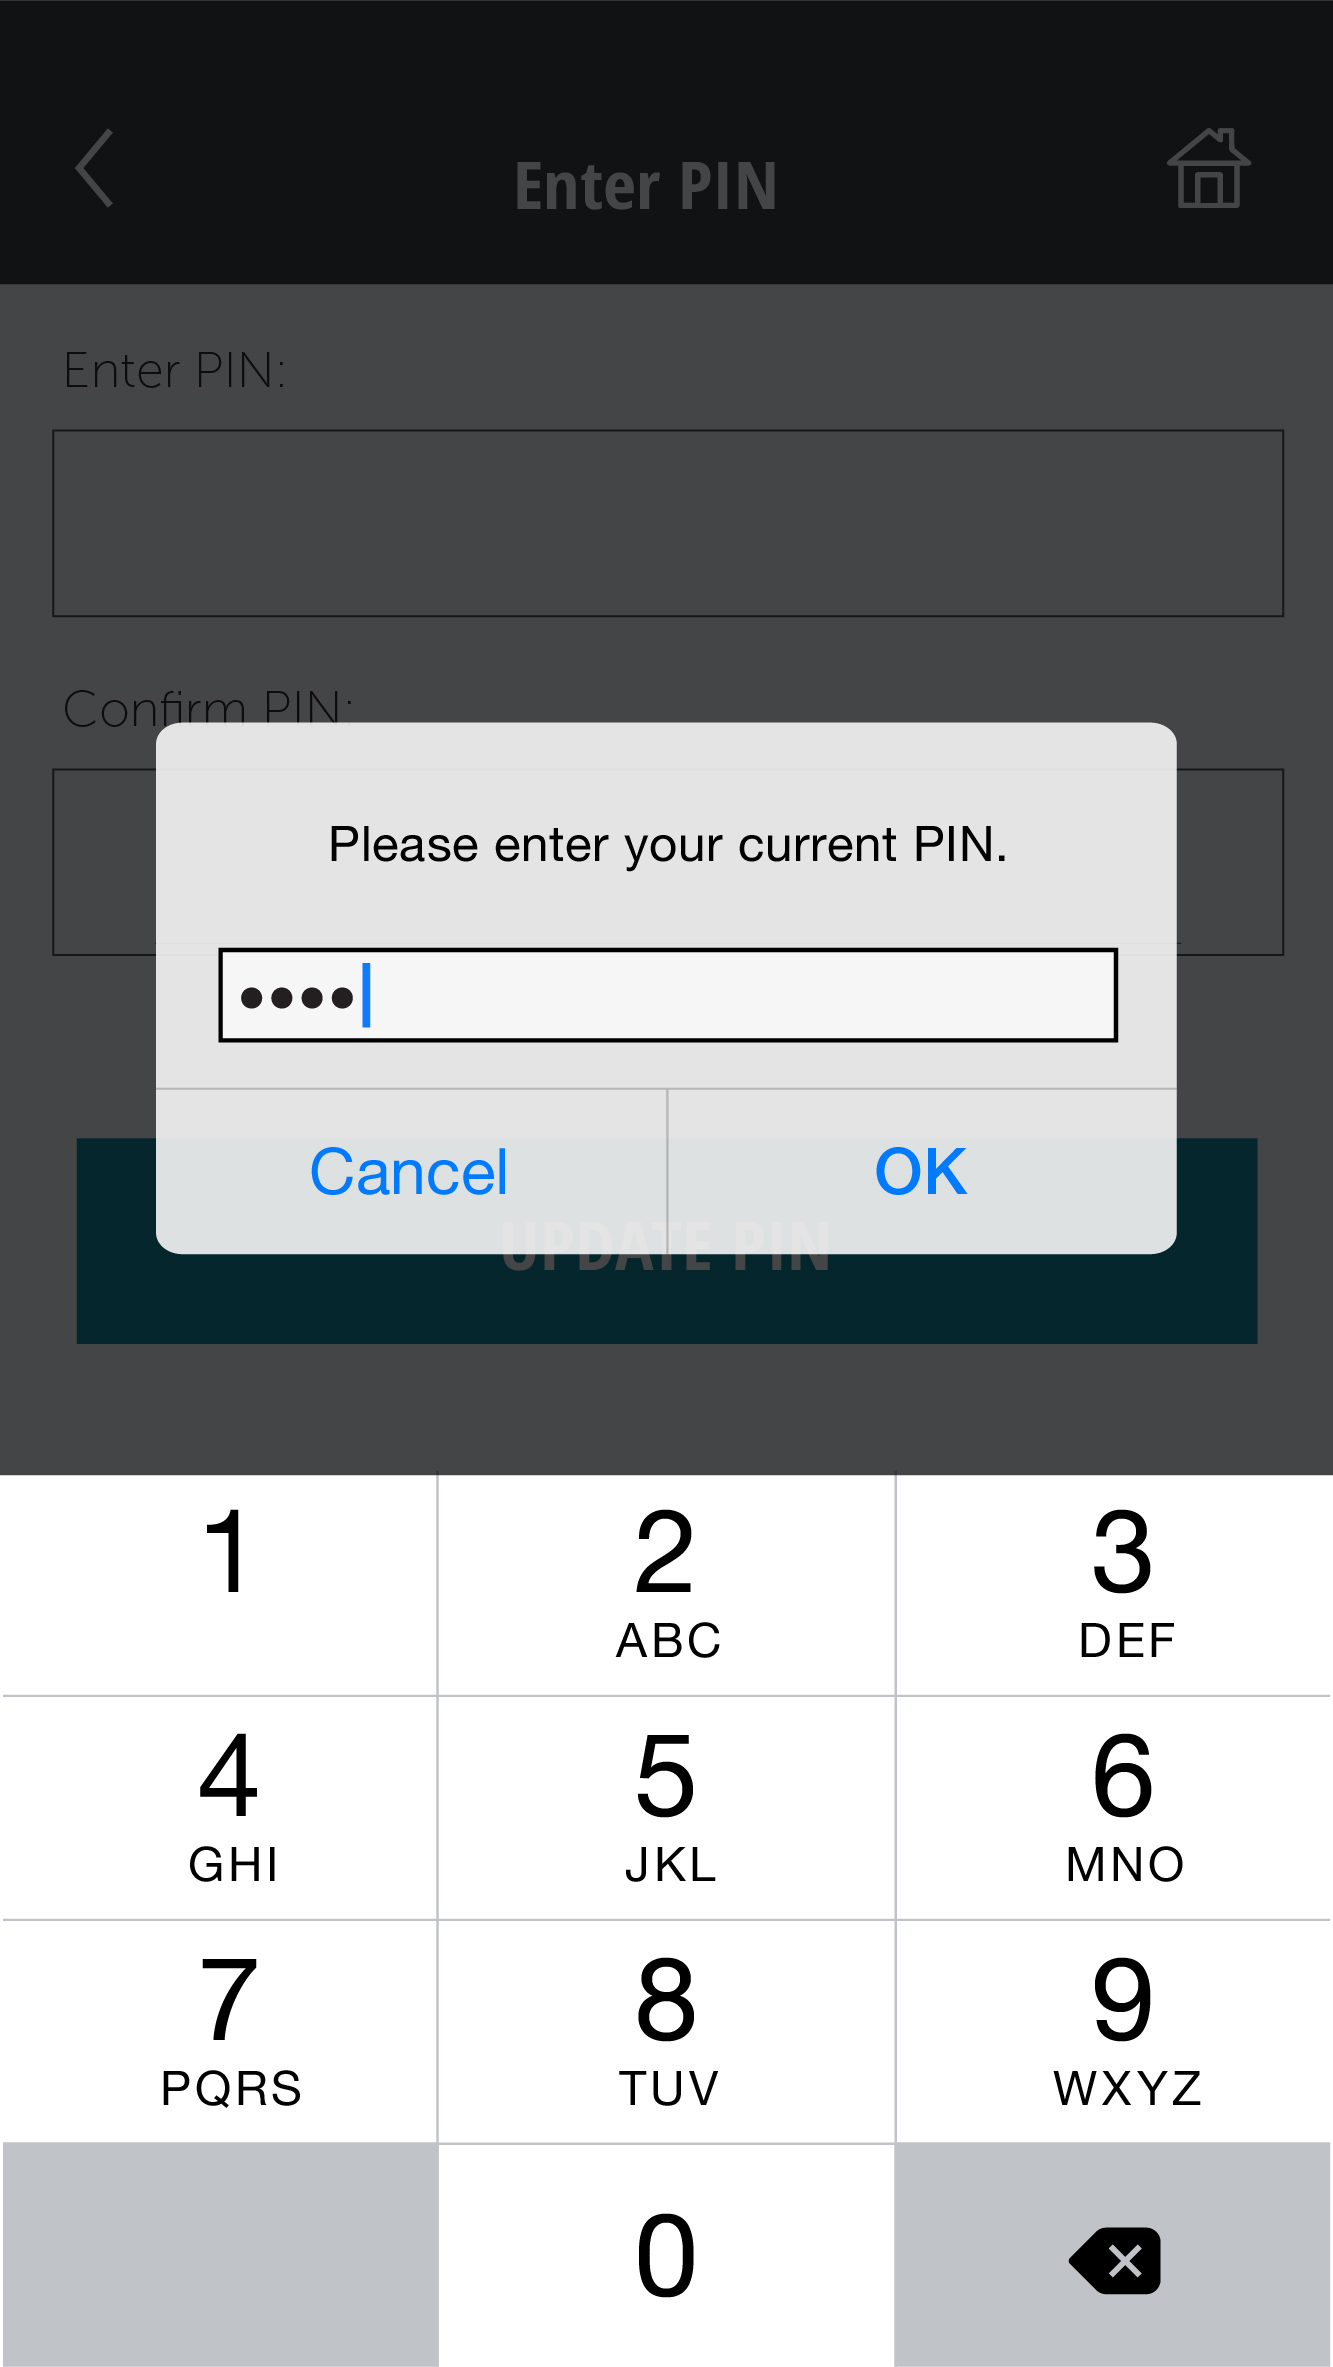 Enter PIN
Enter PIN:
Confirm PIN:
Please enter your current PIN.
••••
Cancel
OK
UPDATE PIN
1
2
3
ABC
DEF
4
5
6
GHI
JKL
MNO
7
8
9
PQRS
TUV
WXYZ
0